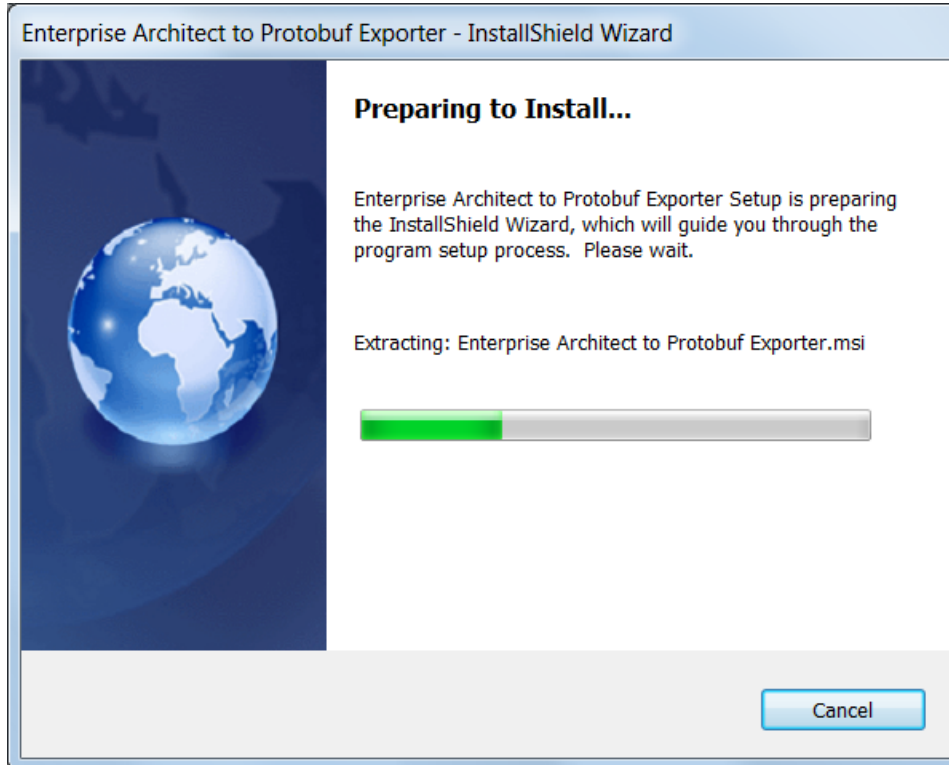 Enterprise Architect to Protobuf Exporter - InstallShield Wizard
Preparing to Install...
Enterprise Architect to Protobuf Exporter Setup is preparing
the InstallShield Wizard, which will guide you through the
program setup process.  Please wait.
Extracting: Enterprise Architect to Protobuf Exporter.msi
Cancel